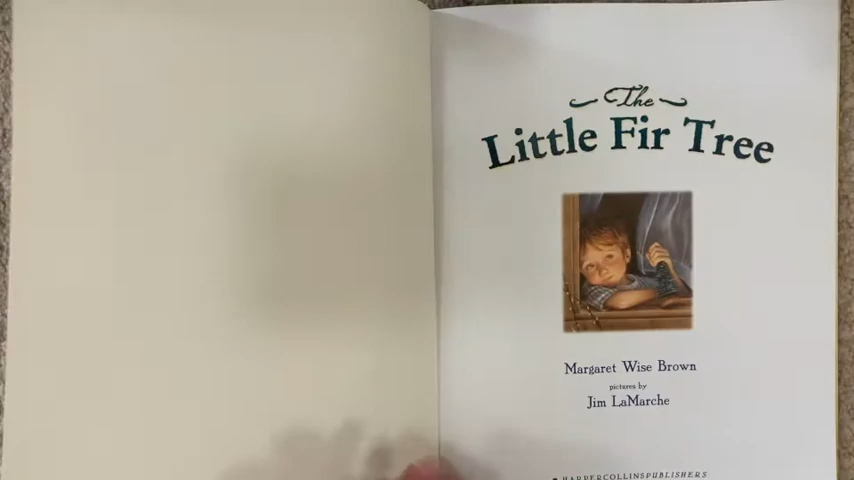 The
Little Fir Tree
Margaret Wise Brown
pictures by
Jim LaMarche
HARPERCOLLINSPUBLISHERS